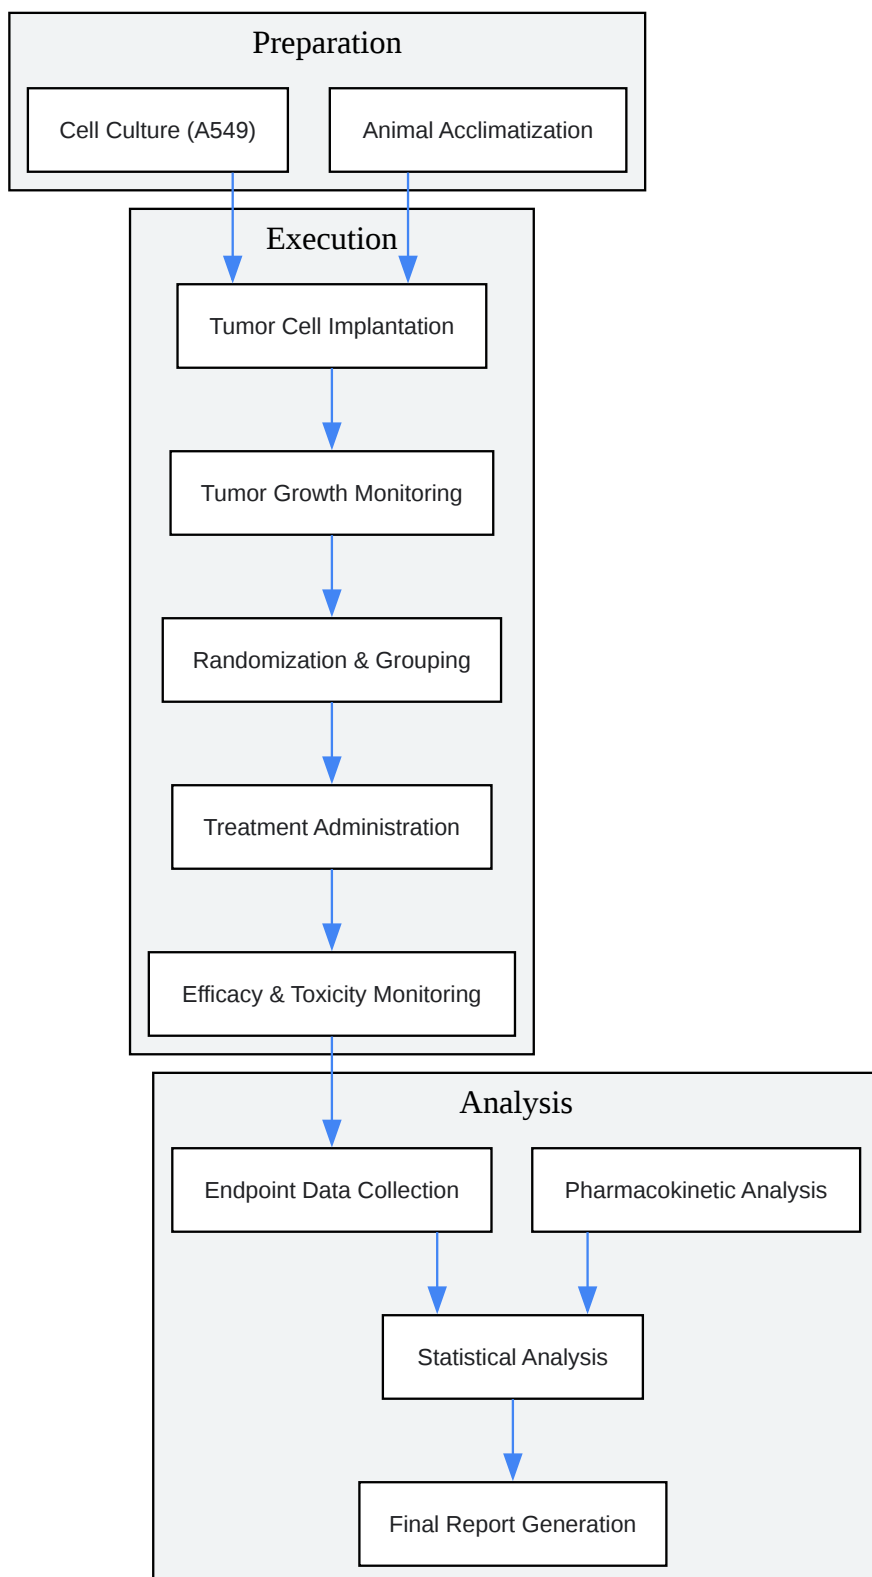 Preparation
Cell Culture (A549)
Animal Acclimatization
Execution
Tumor Cell Implantation
Tumor Growth Monitoring
Randomization & Grouping
Treatment Administration
Efficacy & Toxicity Monitoring
Analysis
Endpoint Data Collection
Pharmacokinetic Analysis
Statistical Analysis
Final Report Generation